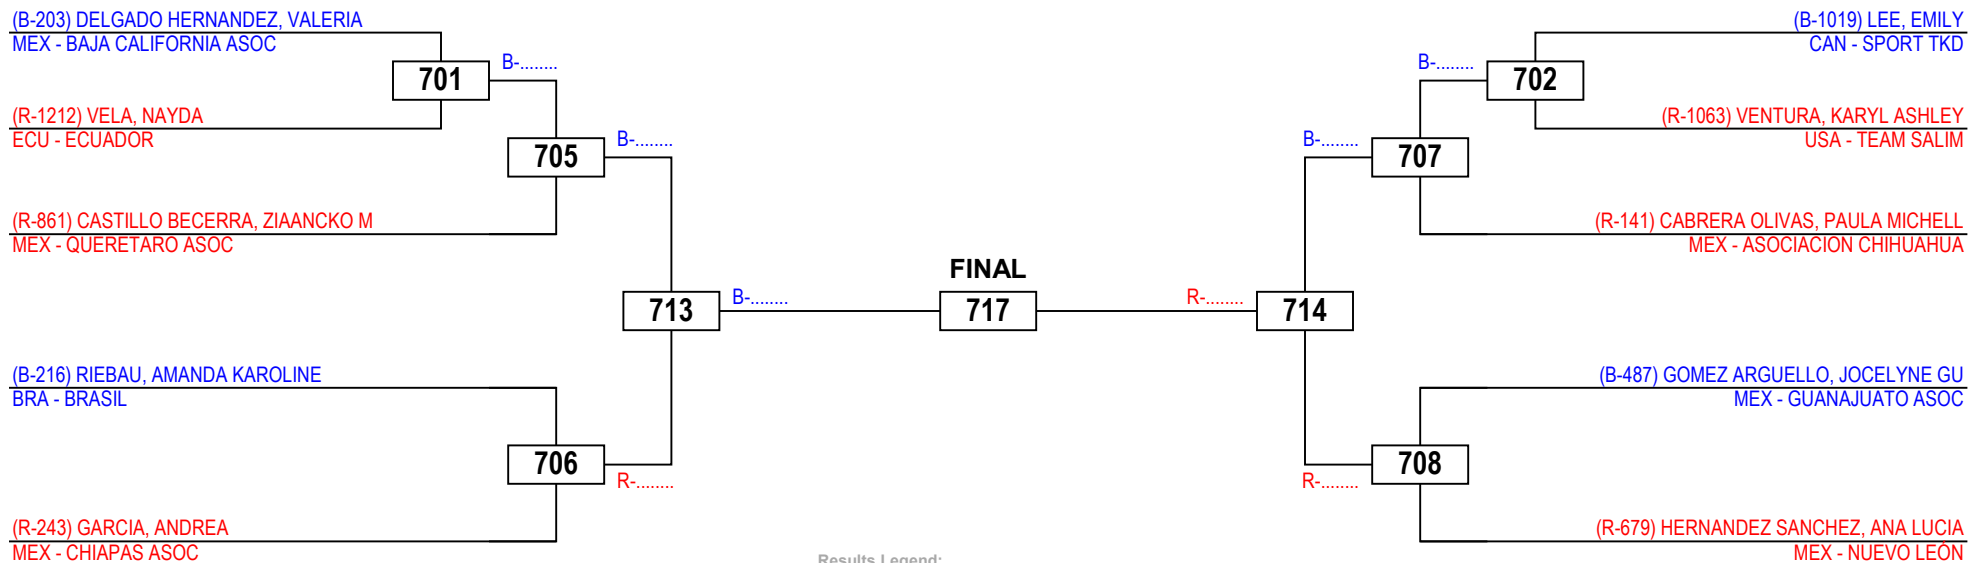 (B-203) DELGADO HERNANDEZ, VALERIA
MEX - BAJA CALIFORNIA ASOC
701
B-........
(R-1212) VELA, NAYDA
ECU - ECUADOR
705
B-........
(R-861) CASTILLO BECERRA, ZIAANCKO M
MEX - QUERETARO ASOC
713
B-........
(B-216) RIEBAU, AMANDA KAROLINE
BRA - BRASIL
706
R-........
(R-243) GARCIA, ANDREA
MEX - CHIAPAS ASOC
FINAL
717
(B-1019) LEE, EMILY
CAN - SPORT TKD
B-........
702
(R-1063) VENTURA, KARYL ASHLEY
USA - TEAM SALIM
B-........
707
(R-141) CABRERA OLIVAS, PAULA MICHELL
MEX - ASOCIACION CHIHUAHUA
R-........
714
(B-487) GOMEZ ARGUELLO, JOCELYNE GU
MEX - GUANAJUATO ASOC
708
R-........
(R-679) HERNANDEZ SANCHEZ, ANA LUCIA
MEX - NUEVO LEÓN
Results Legend: